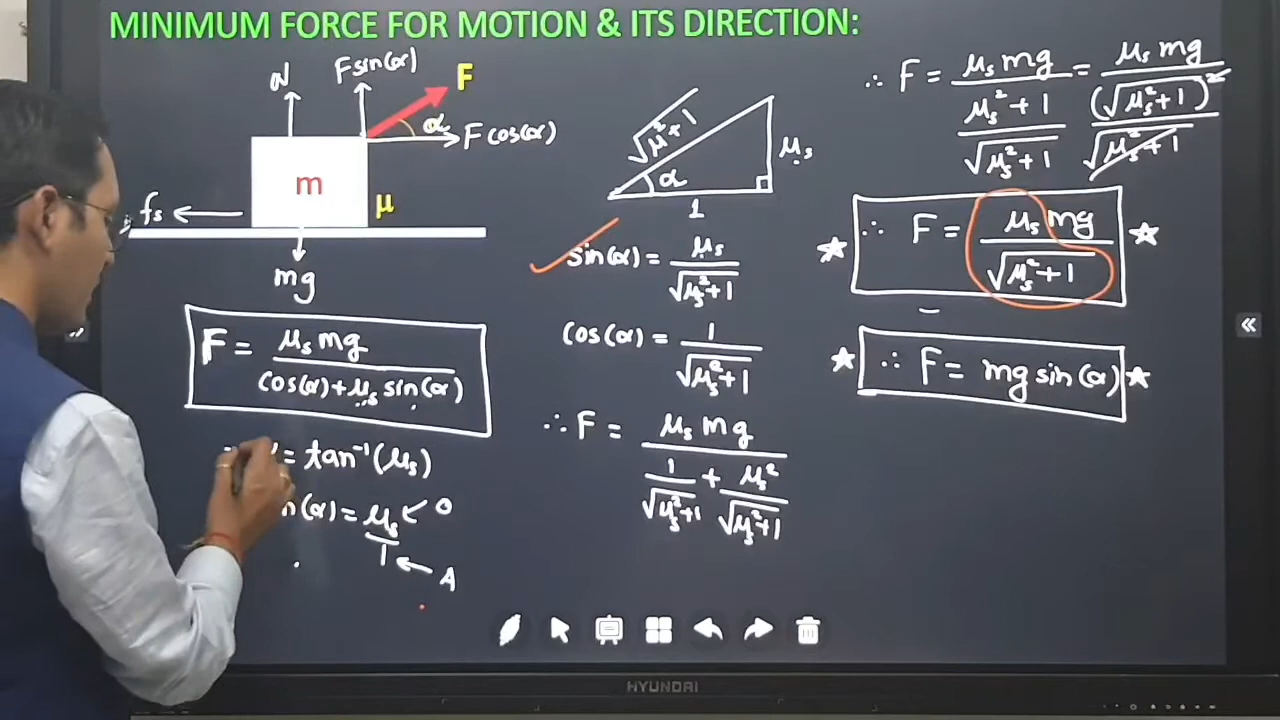 MINIMUM FORCE FOR MOTION & ITS DIRECTION:
N
F sin(α)
F
α
F cos(α)
m
μ
fs
mg
F = μs mg / cos(α) + μs sin(α)
= tan⁻¹(μs)
n(α) = μs / 1
O
A
√μ²+1
μs
α
1
sin(α) = μs / √μs²+1
cos(α) = 1 / √μs²+1
∴ F = μs mg / 1/√μs²+1 + μs²/√μs²+1
∴ F = μs mg / μs²+1/√μs²+1 = μs mg / (√μs²+1)²/√μs²+1
∴ F = μs mg / √μs²+1
∴ F = mg sin(α)
HYUNDAI